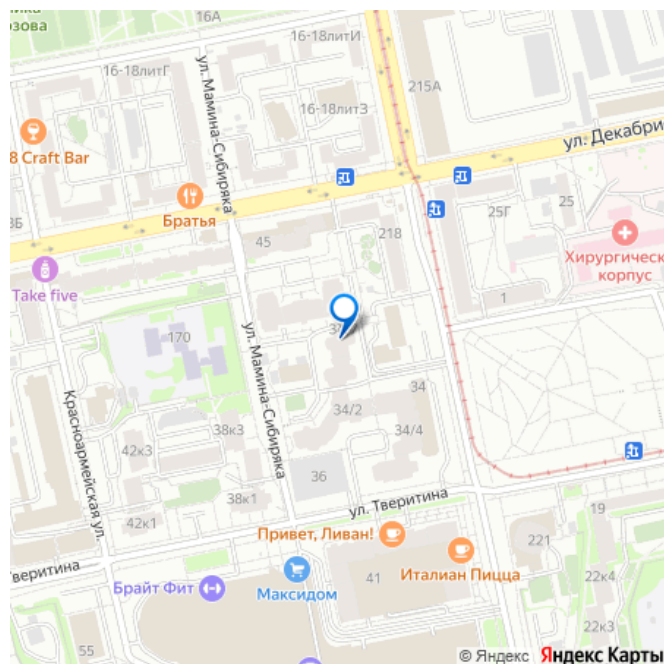 ика
озова
16А
16-18литИ
16-18литГ
ул. Мамина-Сибиряка
215А
16-18литЗ
ул. Декабри
8 Craft Bar
Братья
25Г
25
3Б
45
218
Хирургическ
корпус
Take five
1
170
ул. Мамина-Сибиряка
34
Красноармейская ул.
34/2
38к3
34/4
42к3
36
38к1
ул. Тверитина
42к1
19
Привет, Ливан!
221
Тверитина
Италиан Пицца
Брайт Фит
Максидом
41
22к4
22к3
55
© Яндекс Яндекс Карты